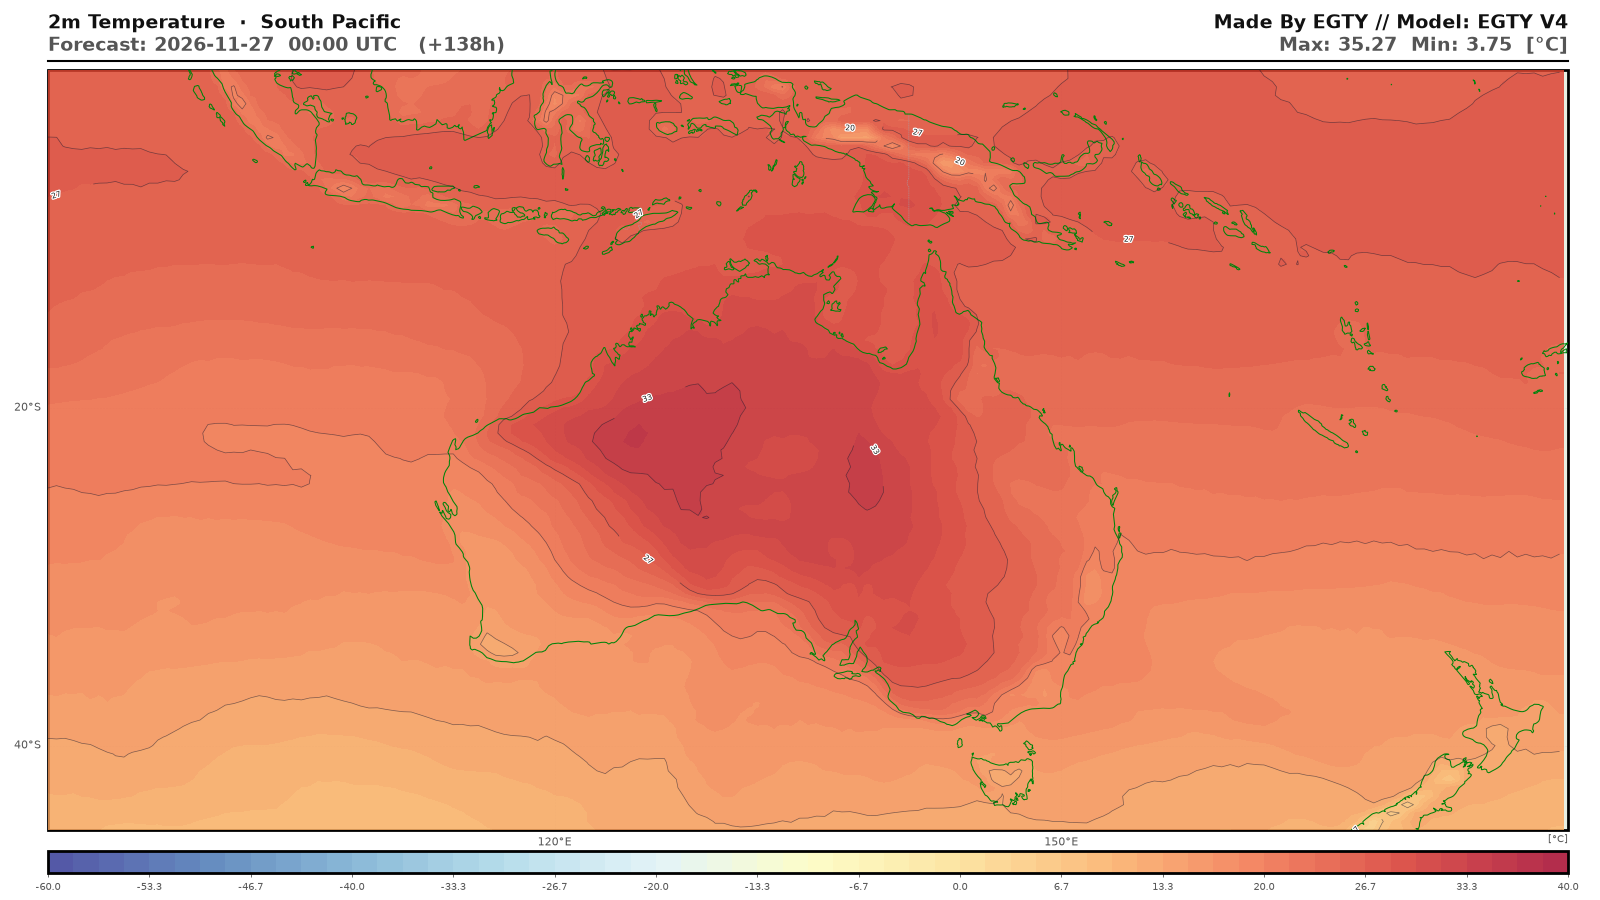 2m Temperature · South Pacific
Made By EGTY // Model: EGTY V4
Forecast: 2026-11-27 00:00 UTC (+138h)
Max: 35.27 Min: 3.75 [°C]
20
27
20
27
27
27
33
33
27
20°S
40°S
120°E
150°E
[°C]
-60.0 -53.3 -46.7 -40.0 -33.3 -26.7 -20.0 -13.3 -6.7 0.0 6.7 13.3 20.0 26.7 33.3 40.0